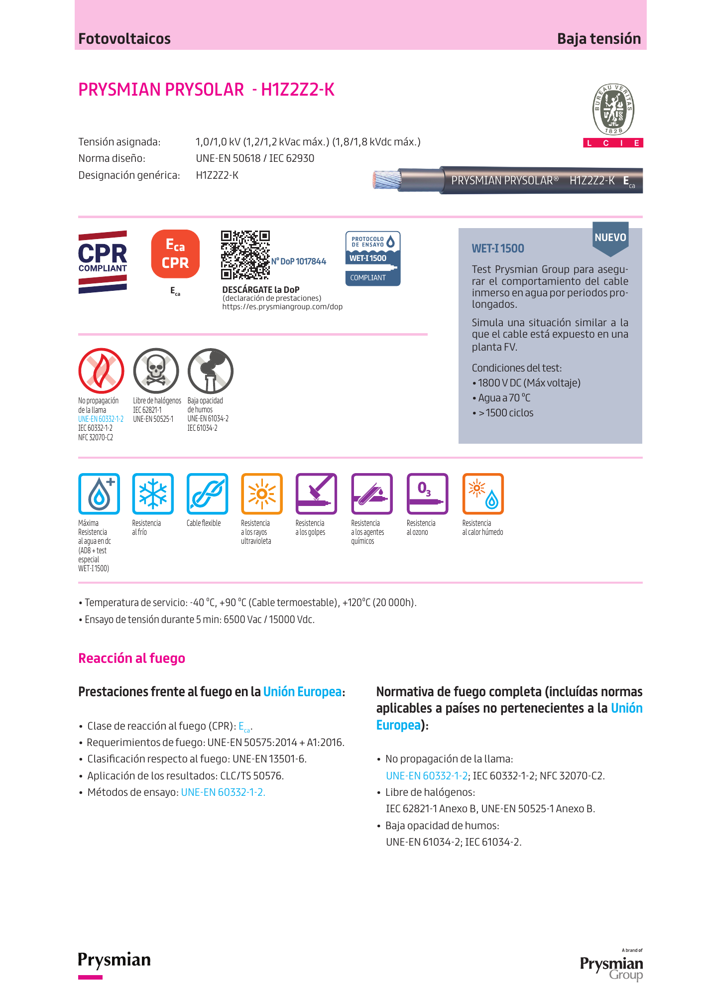 Fotovoltaicos
Baja tensión
PRYSMIAN PRYSOLAR - H1Z2Z2-K
BUREAU VERITAS
1828
L C I E
Tensión asignada: 1,0/1,0 kV (1,2/1,2 kVac máx.) (1,8/1,8 kVdc máx.)
Norma diseño: UNE-EN 50618 / IEC 62930
Designación genérica: H1Z2Z2-K
PRYSMIAN PRYSOLAR® H1Z2Z2-K Eca
CPR
COMPLIANT
Eca
CPR
Eca
N° DoP 1017844
DESCÁRGATE la DoP
(declaración de prestaciones)
https://es.prysmiangroup.com/dop
PROTOCOLO
DE ENSAYO
WET-I 1500
COMPLIANT
NUEVO
WET-I 1500
Test Prysmian Group para asegu-
rar el comportamiento del cable
inmerso en agua por periodos pro-
longados.
Simula una situación similar a la
que el cable está expuesto en una
planta FV.
Condiciones del test:
• 1800 V DC (Máx voltaje)
• Agua a 70 °C
• > 1500 ciclos
No propagación
de la llama
UNE-EN 60332-1-2
IEC 60332-1-2
NFC 32070-C2
Libre de halógenos
IEC 62821-1
UNE-EN 50525-1
Baja opacidad
de humos
UNE-EN 61034-2
IEC 61034-2
O3
Máxima
Resistencia
al agua en dc
(AD8 + test
especial
WET-I 1500)
Resistencia
al frío
Cable flexible
Resistencia
a los rayos
ultravioleta
Resistencia
a los golpes
Resistencia
a los agentes
químicos
Resistencia
al ozono
Resistencia
al calor húmedo
• Temperatura de servicio: -40 °C, +90 °C (Cable termoestable), +120°C (20 000h).
• Ensayo de tensión durante 5 min: 6500 Vac / 15000 Vdc.
Reacción al fuego
Prestaciones frente al fuego en la Unión Europea:
• Clase de reacción al fuego (CPR): Eca.
• Requerimientos de fuego: UNE-EN 50575:2014 + A1:2016.
• Clasificación respecto al fuego: UNE-EN 13501-6.
• Aplicación de los resultados: CLC/TS 50576.
• Métodos de ensayo: UNE-EN 60332-1-2.
Normativa de fuego completa (incluídas normas
aplicables a países no pertenecientes a la Unión
Europea):
• No propagación de la llama:
UNE-EN 60332-1-2; IEC 60332-1-2; NFC 32070-C2.
• Libre de halógenos:
IEC 62821-1 Anexo B, UNE-EN 50525-1 Anexo B.
• Baja opacidad de humos:
UNE-EN 61034-2; IEC 61034-2.
Prysmian
A brand of
Prysmian
Group